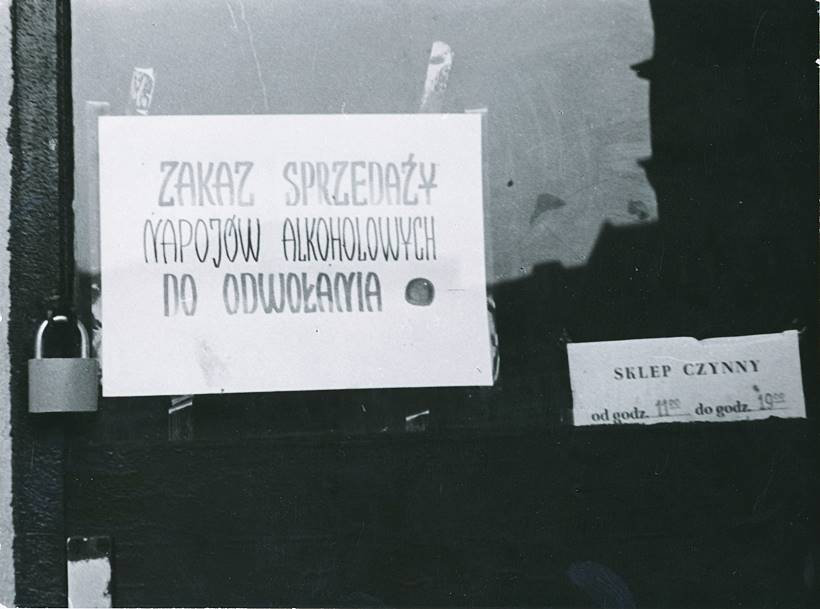 ZAKAZ SPRZEDAŻY
NAPOJÓW ALKOHOLOWYCH
DO ODWOŁANIA
SKLEP CZYNNY
od godz. 11⁰⁰ do godz. 19⁰⁰